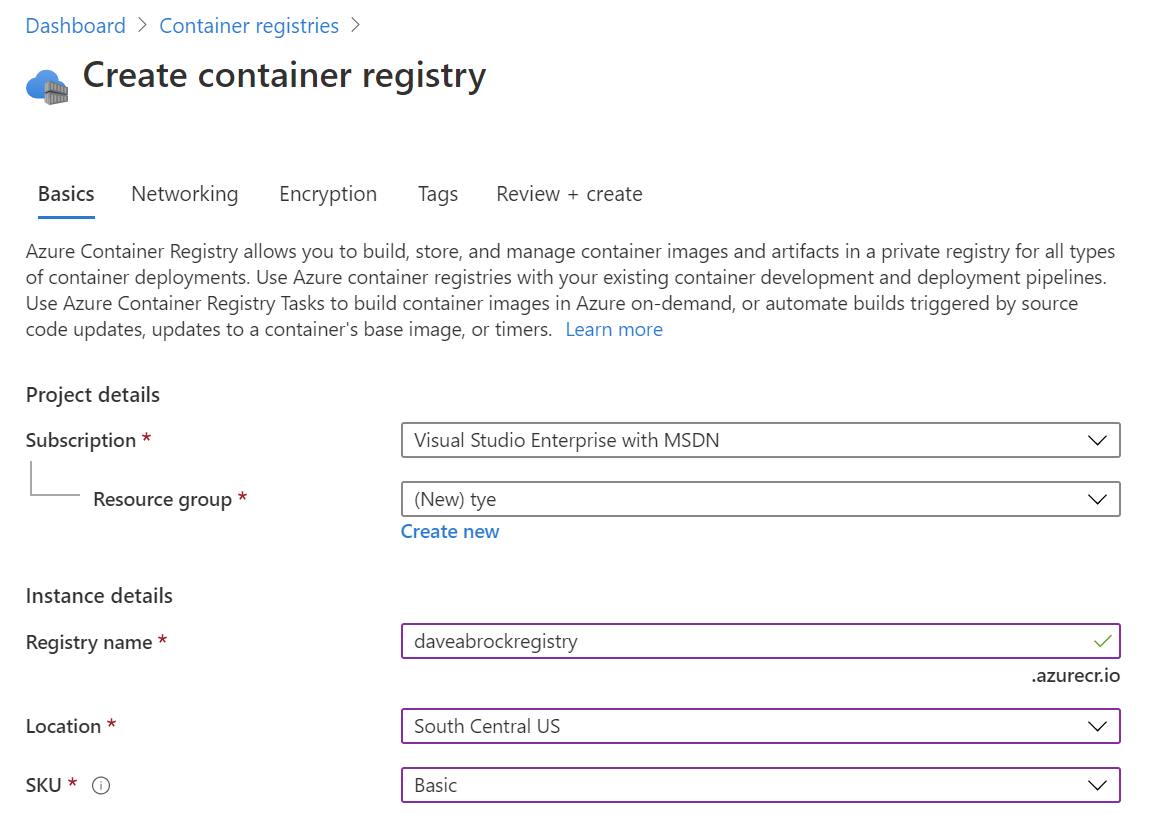 Dashboard > Container registries >
Create container registry
Basics Networking Encryption Tags Review + create
Azure Container Registry allows you to build, store, and manage container images and artifacts in a private registry for all types
of container deployments. Use Azure container registries with your existing container development and deployment pipelines.
Use Azure Container Registry Tasks to build container images in Azure on-demand, or automate builds triggered by source
code updates, updates to a container's base image, or timers. Learn more
Project details
Subscription * Visual Studio Enterprise with MSDN
Resource group * (New) tye
Create new
Instance details
Registry name * daveabrockregistry
.azurecr.io
Location * South Central US
SKU * Basic